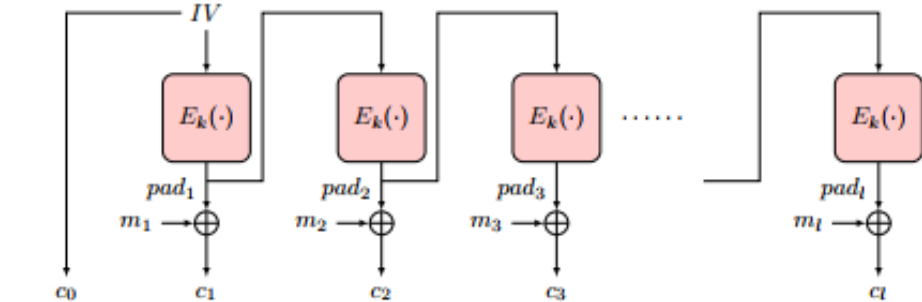 IV
E_k(·) E_k(·) E_k(·) ...... E_k(·)
pad_1 pad_2 pad_3 pad_l
m_1 m_2 m_3 m_l
c_0 c_1 c_2 c_3 c_l